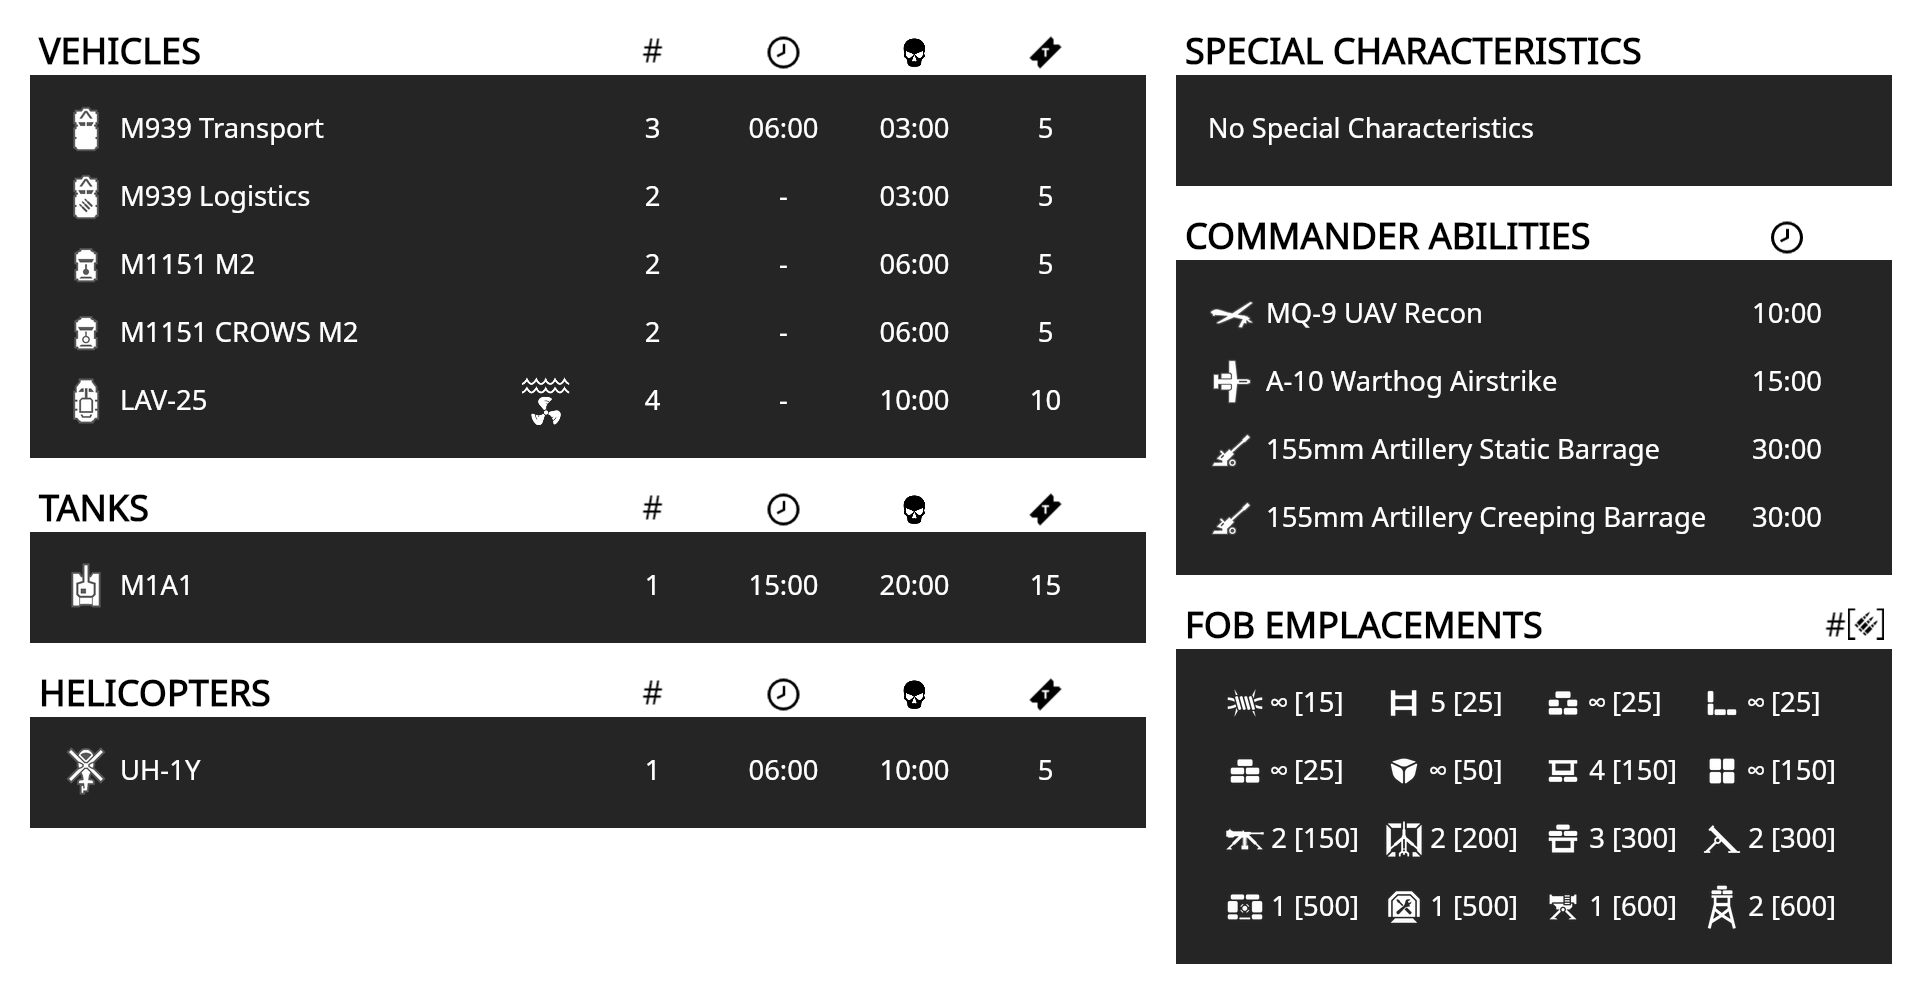 VEHICLES #
M939 Transport 3 06:00 03:00 5
M939 Logistics 2 - 03:00 5
M1151 M2 2 - 06:00 5
M1151 CROWS M2 2 - 06:00 5
LAV-25 4 - 10:00 10
TANKS #
M1A1 1 15:00 20:00 15
HELICOPTERS #
UH-1Y 1 06:00 10:00 5
SPECIAL CHARACTERISTICS
No Special Characteristics
COMMANDER ABILITIES
MQ-9 UAV Recon 10:00
A-10 Warthog Airstrike 15:00
155mm Artillery Static Barrage 30:00
155mm Artillery Creeping Barrage 30:00
FOB EMPLACEMENTS #[]
∞ [15] 5 [25] ∞ [25] ∞ [25]
∞ [25] ∞ [50] 4 [150] ∞ [150]
2 [150] 2 [200] 3 [300] 2 [300]
1 [500] 1 [500] 1 [600] 2 [600]